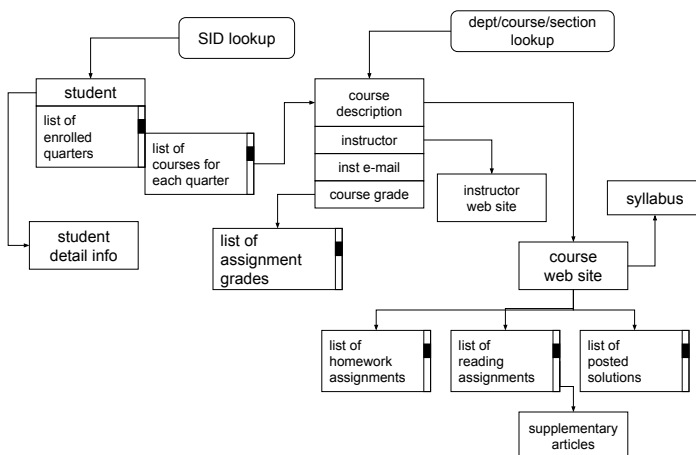 SID lookup
dept/course/section
lookup
student
list of
enrolled
quarters
list of
courses for
each quarter
course
description
instructor
inst e-mail
course grade
instructor
web site
syllabus
student
detail info
list of
assignment
grades
course
web site
list of
homework
assignments
list of
reading
assignments
list of
posted
solutions
supplementary
articles